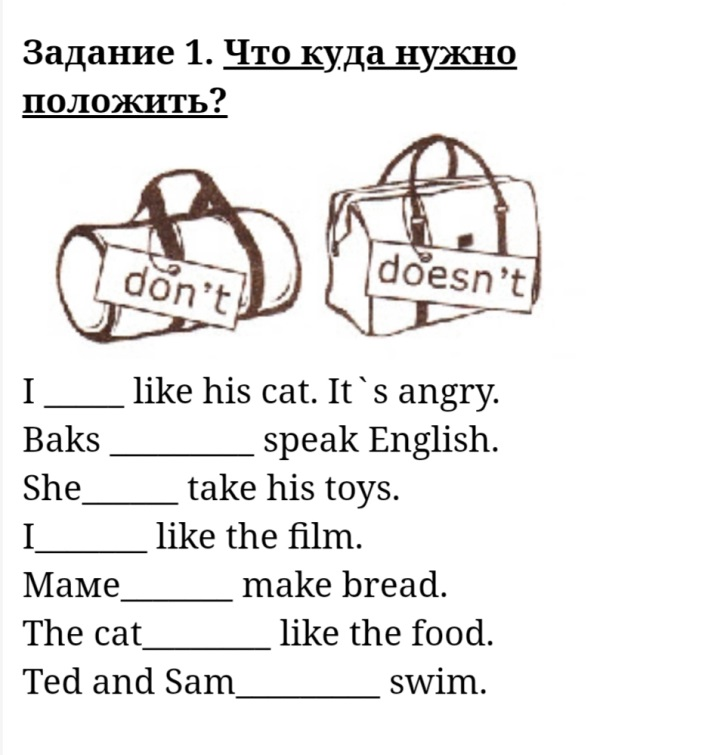 Задание 1. Что куда нужно
положить?
don't
doesn't
I _____ like his cat. It`s angry.
Baks _________ speak English.
She______ take his toys.
I_______ like the film.
Маме_______ make bread.
The cat________ like the food.
Ted and Sam_________ swim.